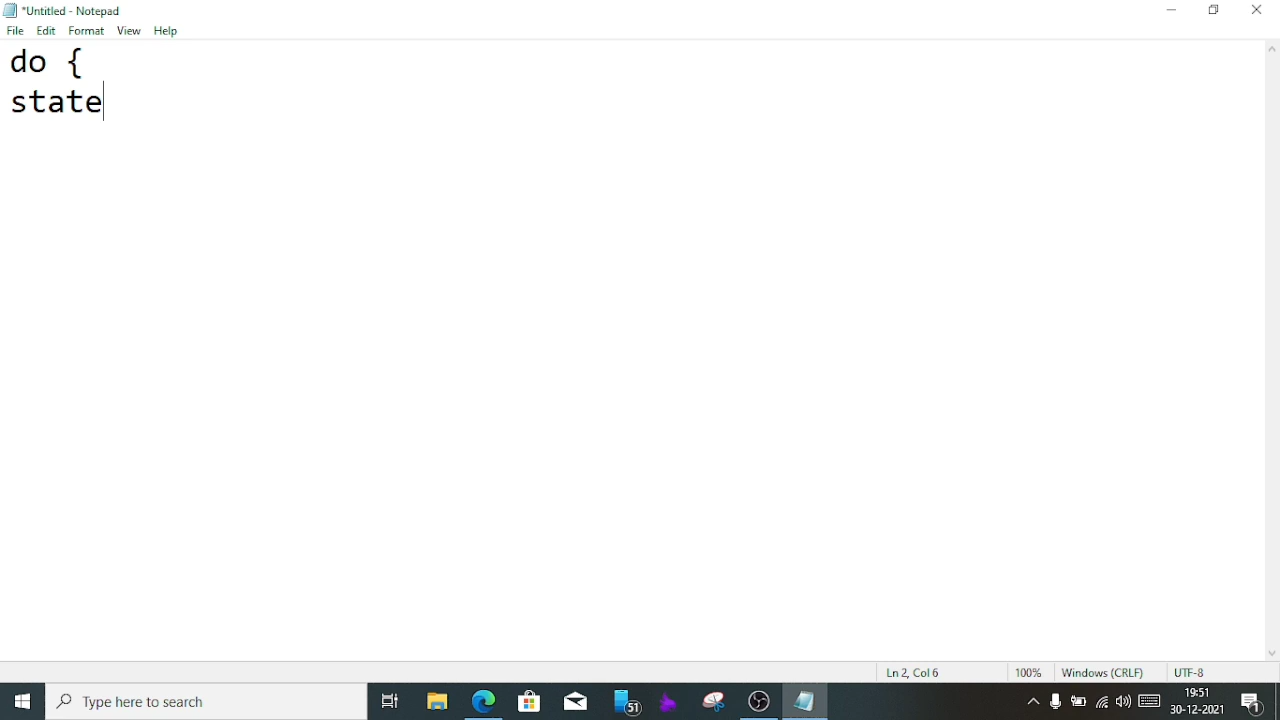 *Untitled - Notepad
File Edit Format View Help
do {
state
Ln 2, Col 6 100% Windows (CRLF) UTF-8
Type here to search
51
19:51
30-12-2021
1